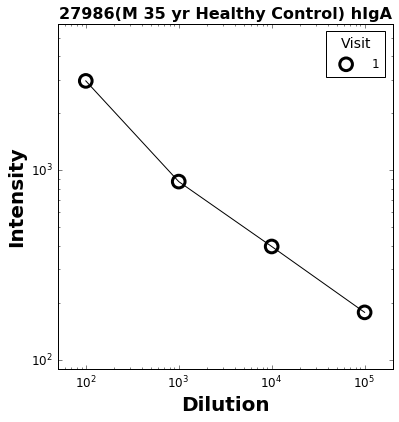 27986(M 35 yr Healthy Control) hIgA
Visit
1
Intensity
10³
10²
10² 10³ 10⁴ 10⁵
Dilution